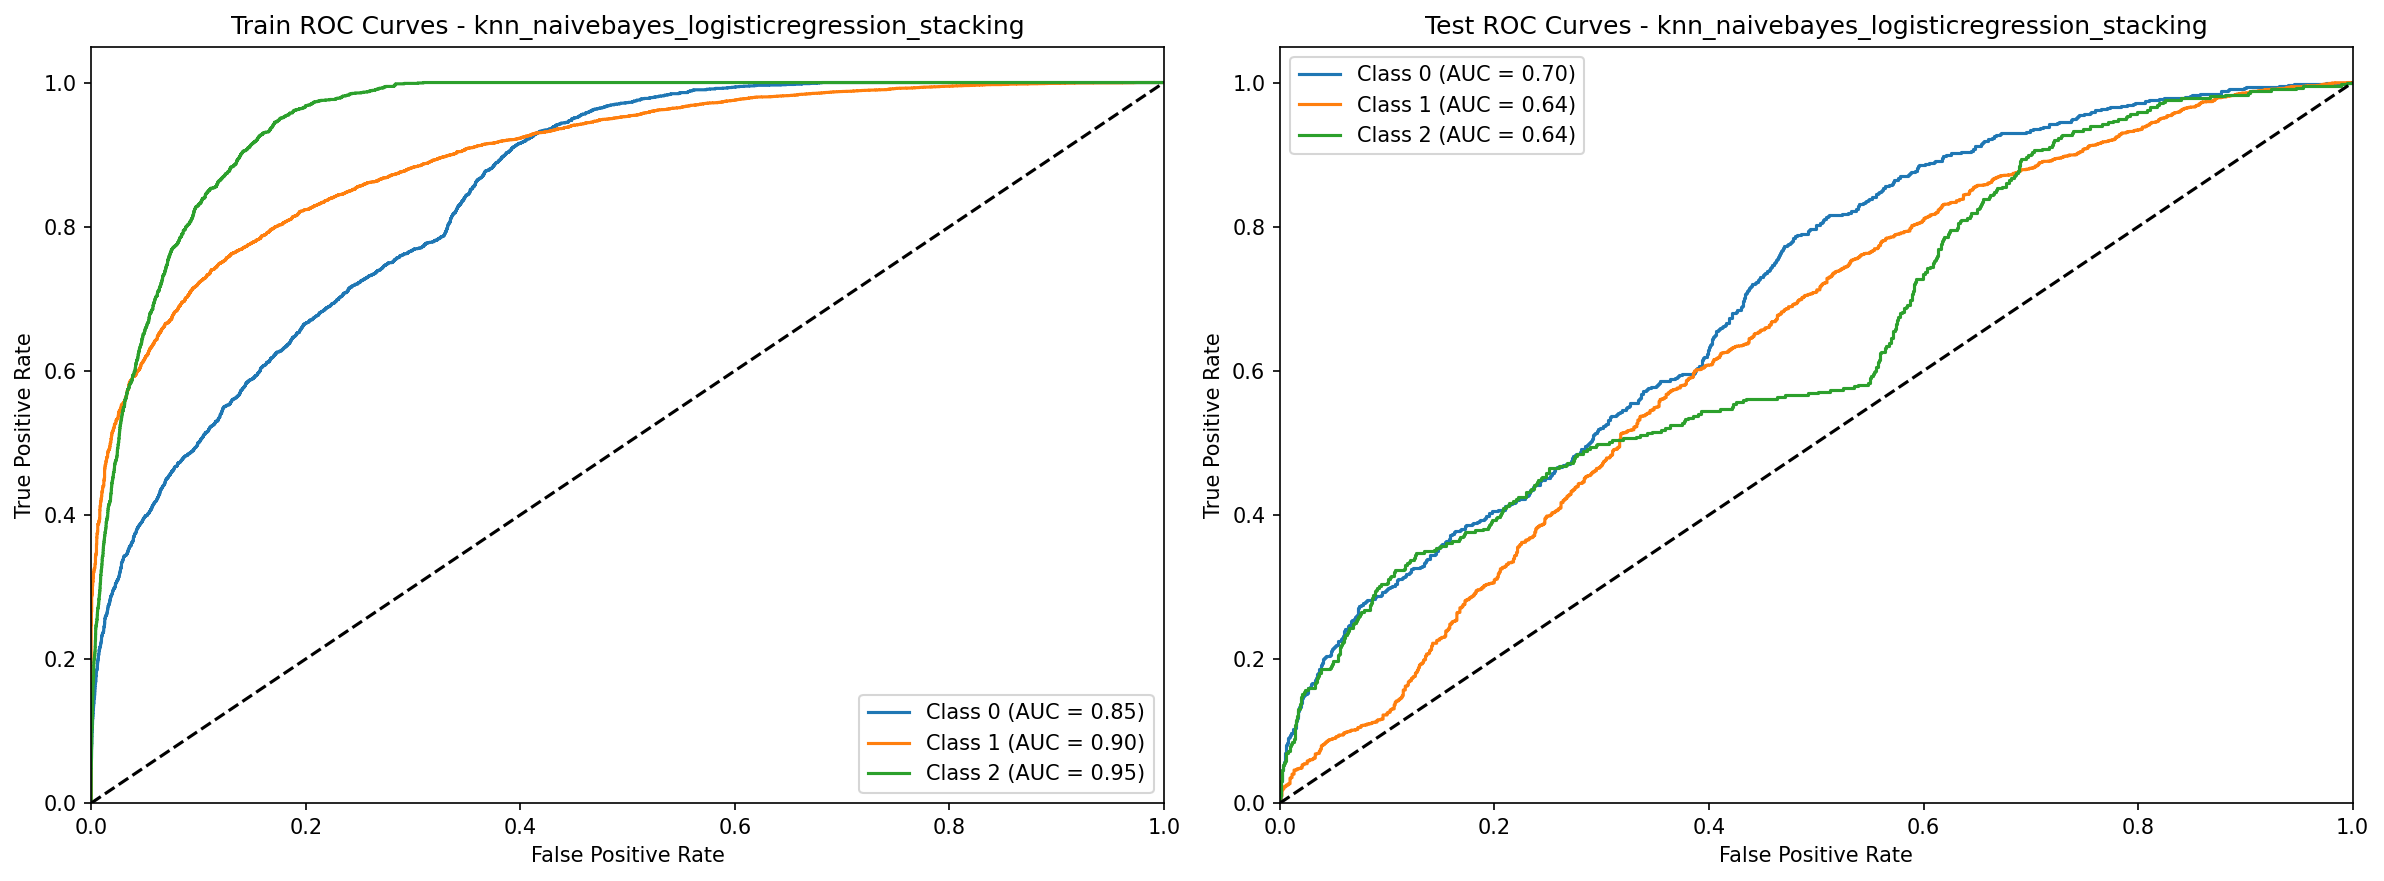 Train ROC Curves - knn_naivebayes_logisticregression_stacking
True Positive Rate
1.0
0.8
0.6
0.4
0.2
0.0
0.0 0.2 0.4 0.6 0.8 1.0
False Positive Rate
Class 0 (AUC = 0.85)
Class 1 (AUC = 0.90)
Class 2 (AUC = 0.95)
Test ROC Curves - knn_naivebayes_logisticregression_stacking
Class 0 (AUC = 0.70)
Class 1 (AUC = 0.64)
Class 2 (AUC = 0.64)
True Positive Rate
1.0
0.8
0.6
0.4
0.2
0.0
0.0 0.2 0.4 0.6 0.8 1.0
False Positive Rate